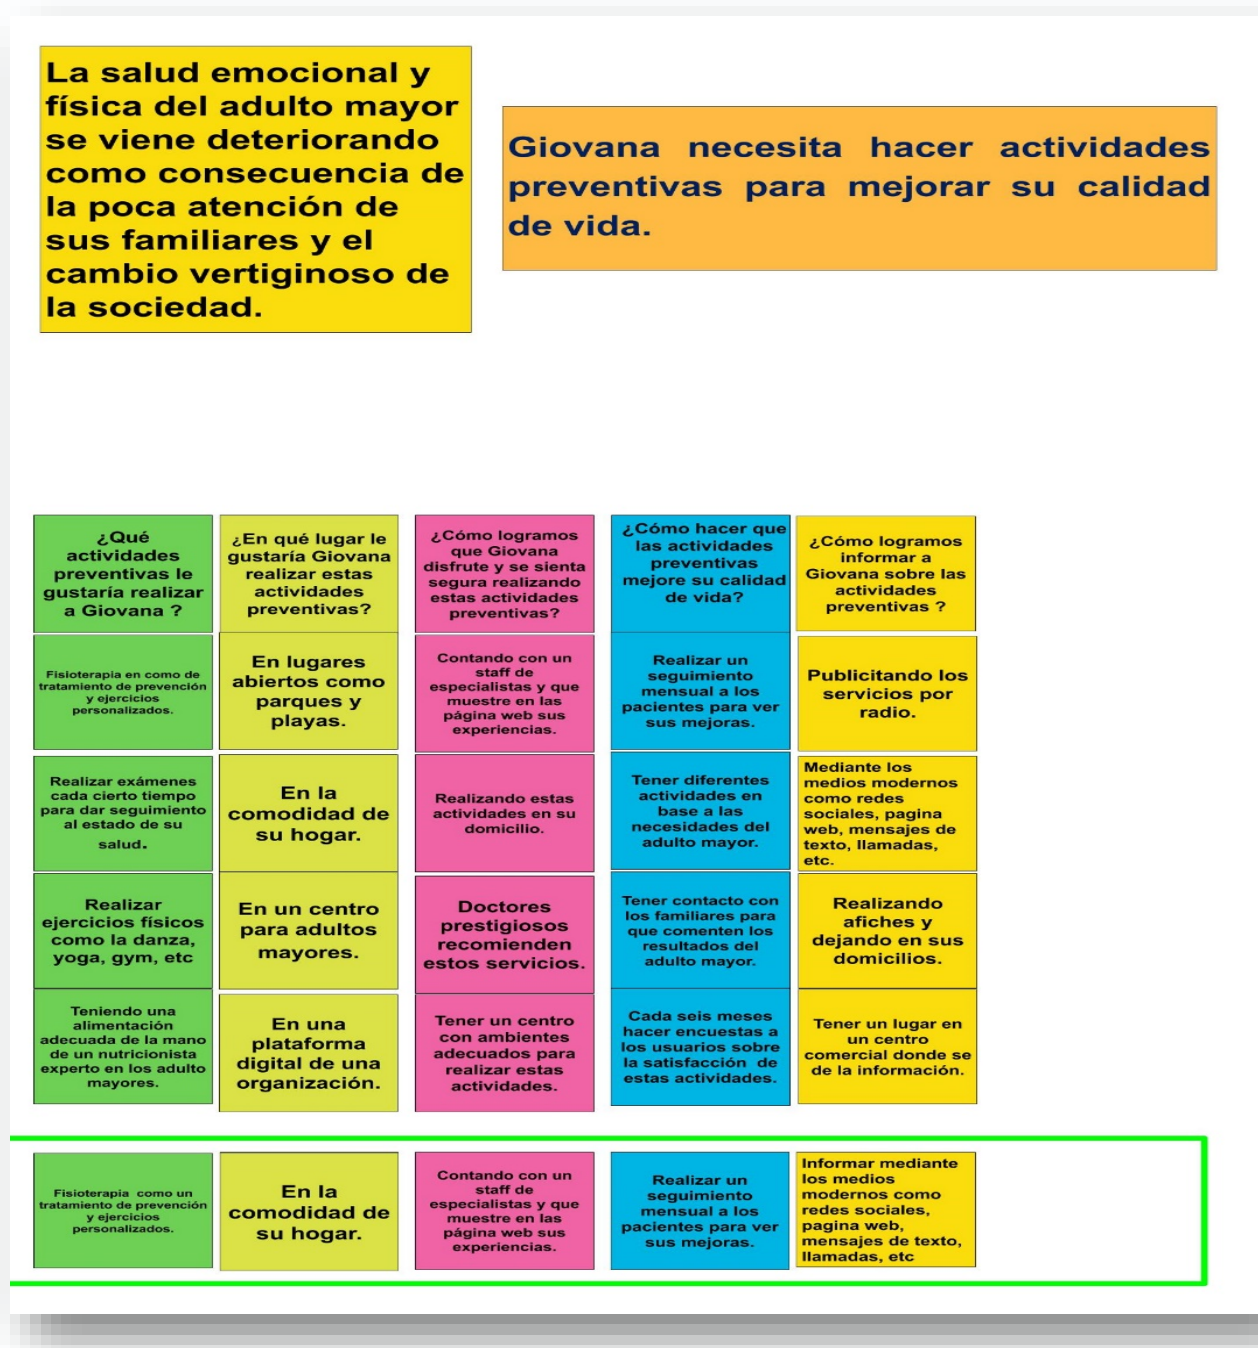 La salud emocional y
física del adulto mayor
se viene deteriorando
como consecuencia de
la poca atención de
sus familiares y el
cambio vertiginoso de
la sociedad.
Giovana necesita hacer actividades
preventivas para mejorar su calidad
de vida.
¿Qué
actividades
preventivas le
gustaría realizar
a Giovana ?
¿En qué lugar le
gustaría Giovana
realizar estas
actividades
preventivas?
¿Cómo logramos
que Giovana
disfrute y se sienta
segura realizando
estas actividades
preventivas?
¿Cómo hacer que
las actividades
preventivas
mejore su calidad
de vida?
¿Cómo logramos
informar a
Giovana sobre las
actividades
preventivas ?
Fisioterapia en como de
tratamiento de prevención
y ejercicios
personalizados.
En lugares
abiertos como
parques y
playas.
Contando con un
staff de
especialistas y que
muestre en las
página web sus
experiencias.
Realizar un
seguimiento
mensual a los
pacientes para ver
sus mejoras.
Publicitando los
servicios por
radio.
Realizar exámenes
cada cierto tiempo
para dar seguimiento
al estado de su
salud.
En la
comodidad de
su hogar.
Realizando estas
actividades en su
domicilio.
Tener diferentes
actividades en
base a las
necesidades del
adulto mayor.
Mediante los
medios modernos
como redes
sociales, pagina
web, mensajes de
texto, llamadas,
etc.
Realizar
ejercicios físicos
como la danza,
yoga, gym, etc
En un centro
para adultos
mayores.
Doctores
prestigiosos
recomienden
estos servicios.
Tener contacto con
los familiares para
que comenten los
resultados del
adulto mayor.
Realizando
afiches y
dejando en sus
domicilios.
Teniendo una
alimentación
adecuada de la mano
de un nutricionista
experto en los adulto
mayores.
En una
plataforma
digital de una
organización.
Tener un centro
con ambientes
adecuados para
realizar estas
actividades.
Cada seis meses
hacer encuestas a
los usuarios sobre
la satisfacción de
estas actividades.
Tener un lugar en
un centro
comercial donde se
de la información.
Fisioterapia como un
tratamiento de prevención
y ejercicios
personalizados.
En la
comodidad de
su hogar.
Contando con un
staff de
especialistas y que
muestre en las
página web sus
experiencias.
Realizar un
seguimiento
mensual a los
pacientes para ver
sus mejoras.
Informar mediante
los medios
modernos como
redes sociales,
pagina web,
mensajes de texto,
llamadas, etc